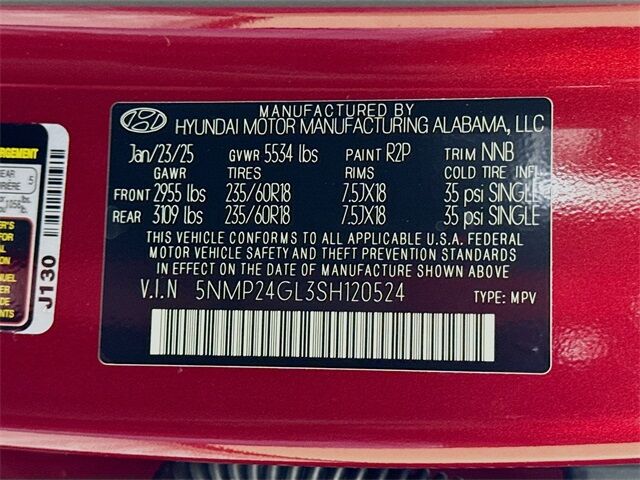 MANUFACTURED BY
HYUNDAI MOTOR MANUFACTURING ALABAMA, LLC
Jan/23/25 GVWR 5534 lbs PAINT R2P TRIM NNB
GAWR TIRES RIMS COLD TIRE INFL
FRONT 2955 lbs 235/60R18 7.5JX18 35 psi SINGLE
REAR 3109 lbs 235/60R18 7.5JX18 35 psi SINGLE
THIS VEHICLE CONFORMS TO ALL APPLICABLE U.S.A. FEDERAL
MOTOR VEHICLE SAFETY AND THEFT PREVENTION STANDARDS
IN EFFECT ON THE DATE OF MANUFACTURE SHOWN ABOVE.
V.I.N 5NMP24GL3SH120524 TYPE: MPV
J130